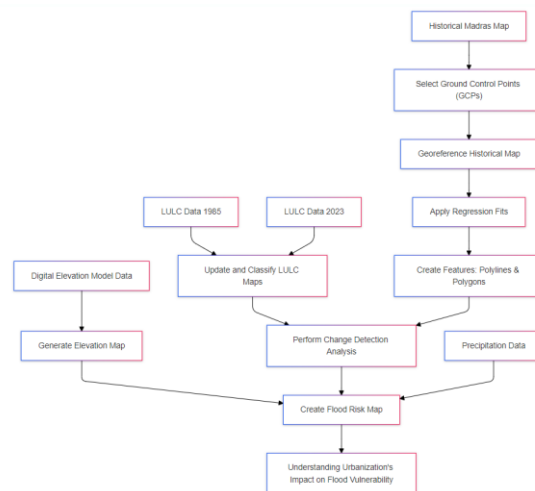 Historical Madras Map
Select Ground Control Points
(GCPs)
Georeference Historical Map
LULC Data 1985
LULC Data 2023
Apply Regression Fits
Digital Elevation Model Data
Update and Classify LULC
Maps
Create Features: Polylines &
Polygons
Generate Elevation Map
Perform Change Detection
Analysis
Precipitation Data
Create Flood Risk Map
Understanding Urbanization's
Impact on Flood Vulnerability